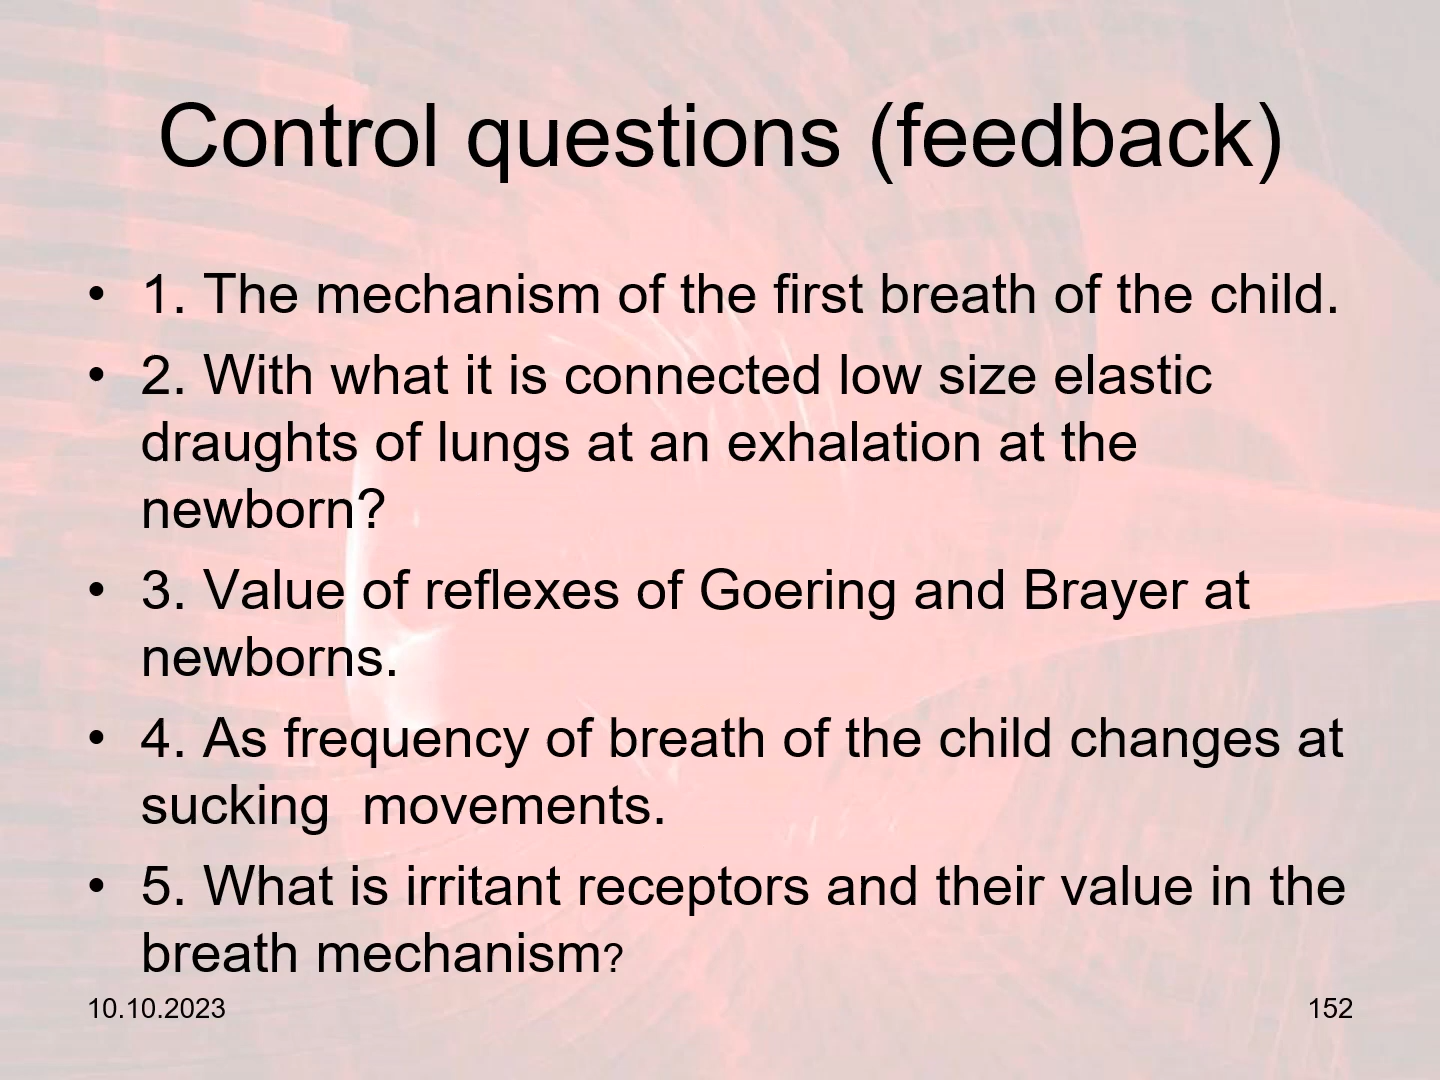 Control questions (feedback)
• 1. The mechanism of the first breath of the child.
• 2. With what it is connected low size elastic
draughts of lungs at an exhalation at the
newborn?
• 3. Value of reflexes of Goering and Brayer at
newborns.
• 4. As frequency of breath of the child changes at
sucking  movements.
• 5. What is irritant receptors and their value in the
breath mechanism?
10.10.2023
152